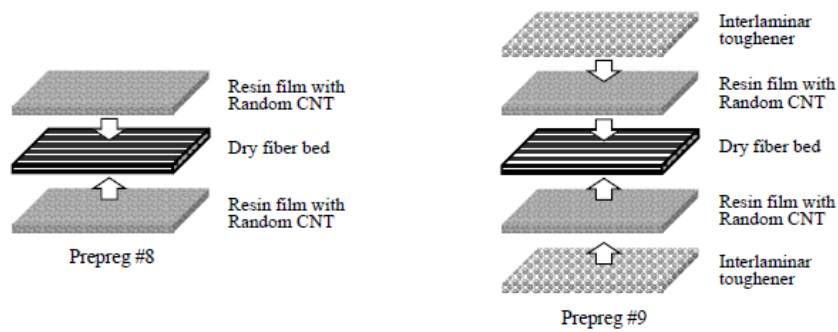 Resin film with
Random CNT
Dry fiber bed
Resin film with
Random CNT
Prepreg #8
Interlaminar
toughener
Resin film with
Random CNT
Dry fiber bed
Resin film with
Random CNT
Interlaminar
toughener
Prepreg #9